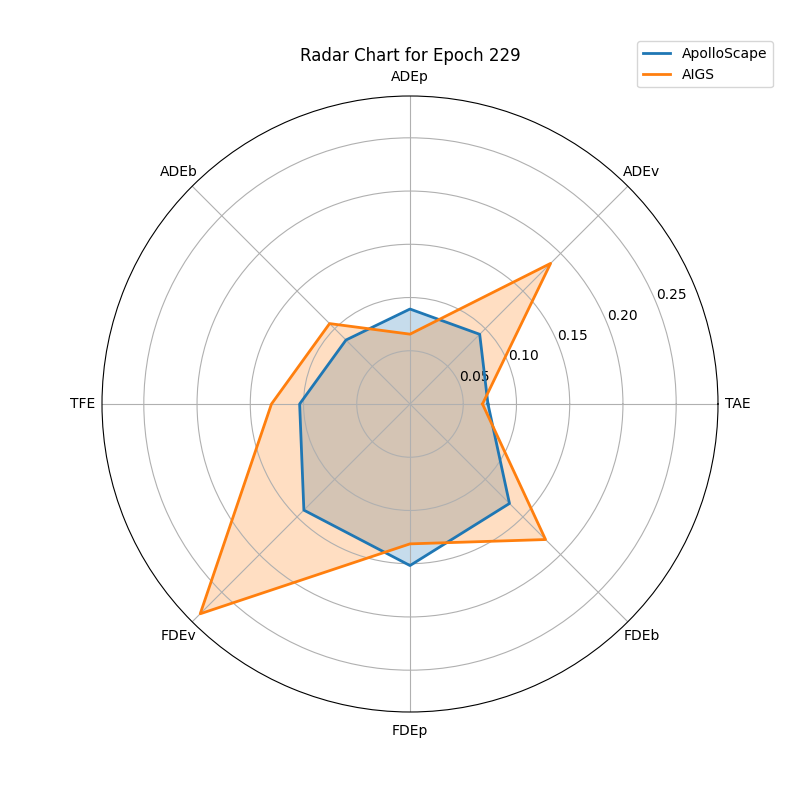 Radar Chart for Epoch 229
ApolloScape
AIGS
ADEp
ADEb
ADEv
0.25
0.20
0.15
0.10
0.05
TFE
TAE
FDEv
FDEb
FDEp